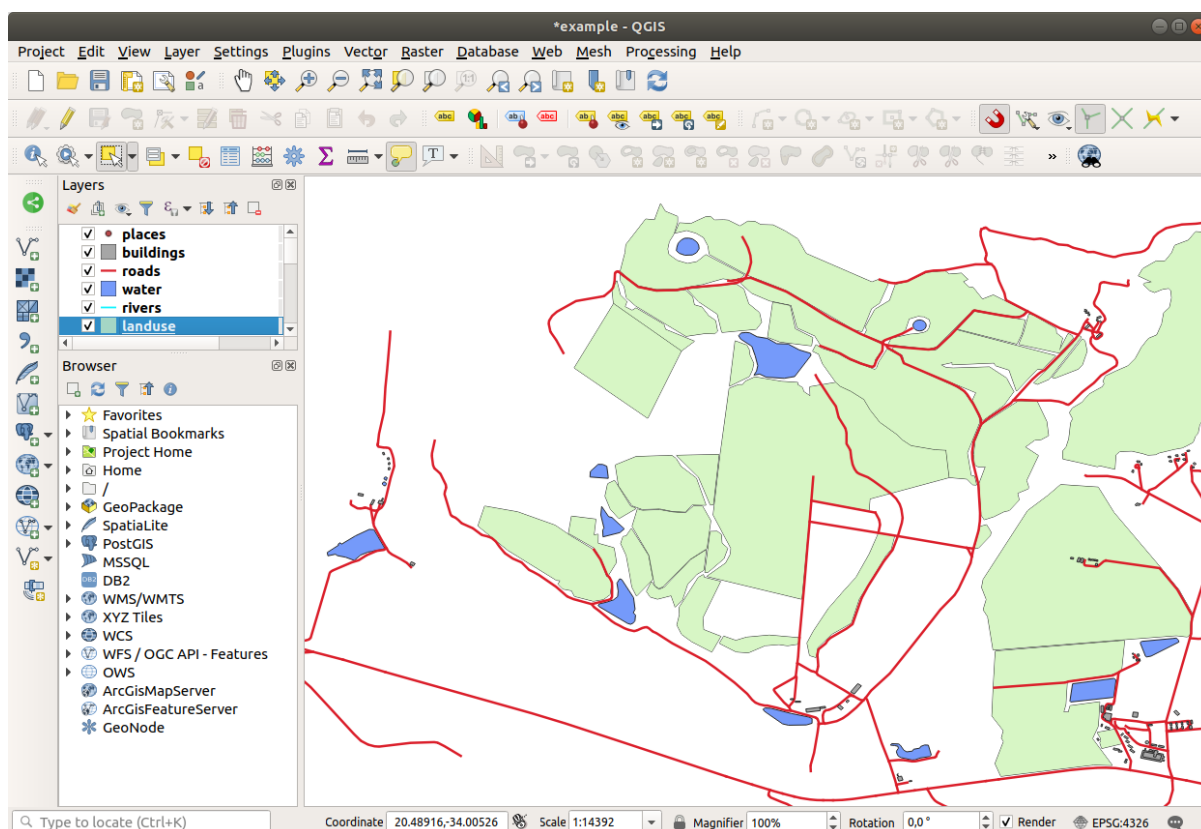 *example - QGIS
Project Edit View Layer Settings Plugins Vector Raster Database Web Mesh Processing Help
Layers
places
buildings
roads
water
rivers
landuse
Browser
Favorites
Spatial Bookmarks
Project Home
Home
/
GeoPackage
SpatiaLite
PostGIS
MSSQL
DB2
WMS/WMTS
XYZ Tiles
WCS
WFS / OGC API - Features
OWS
ArcGisMapServer
ArcGisFeatureServer
GeoNode
Type to locate (Ctrl+K) Coordinate 20.48916,-34.00526 Scale 1:14392 Magnifier 100% Rotation 0,0 ° Render EPSG:4326